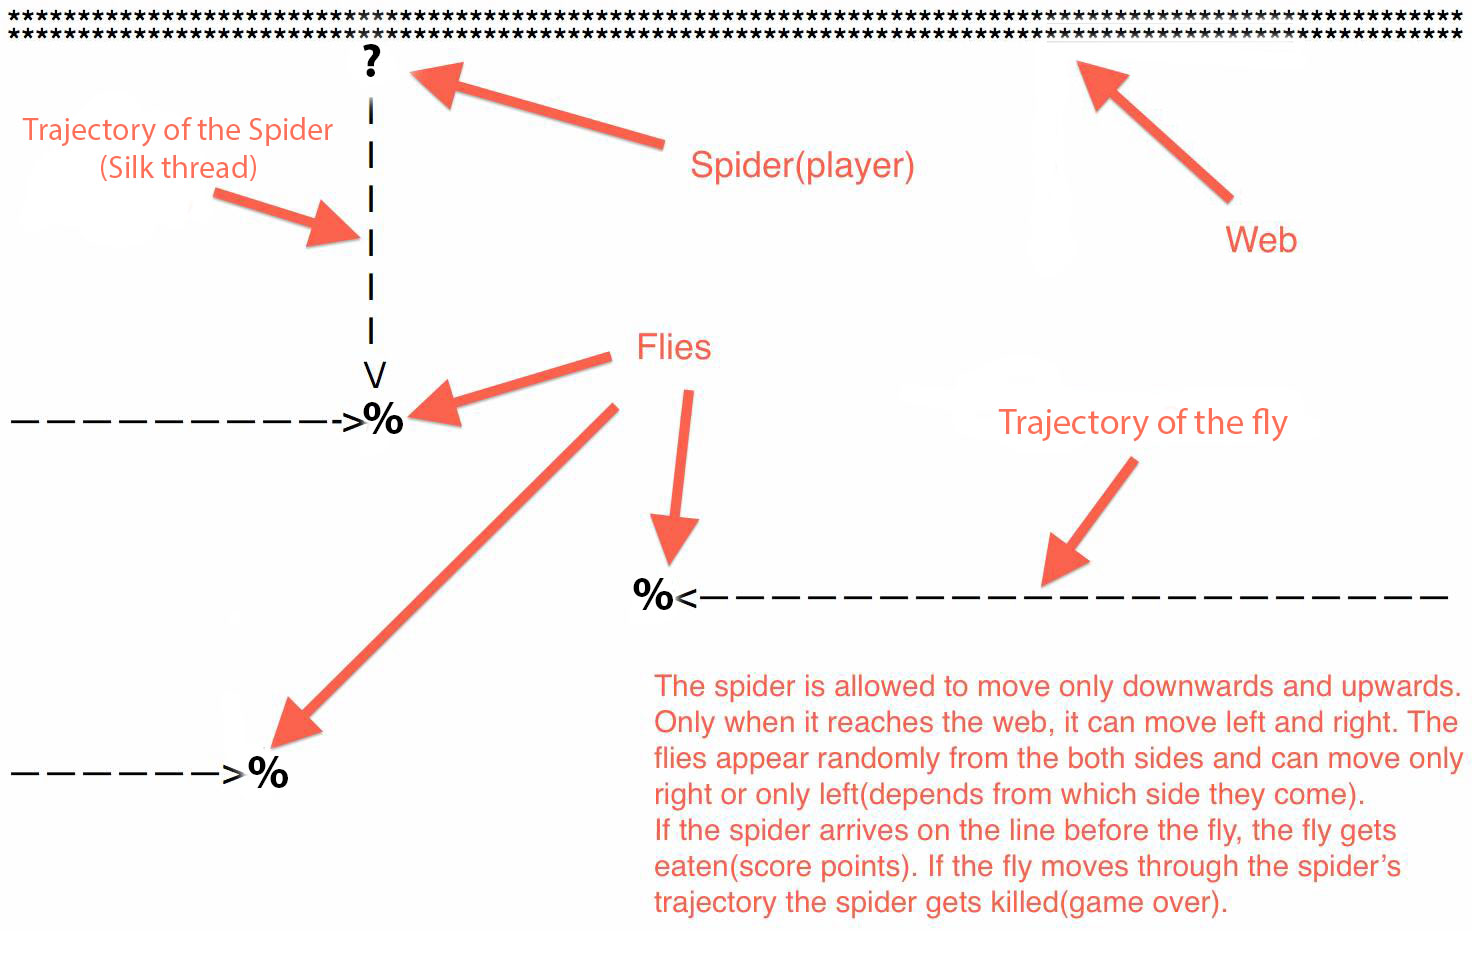 ********************************************************************************************************
********************************************************************************************************
?
Trajectory of the Spider
(Silk thread)
Spider(player)
Web
|
|
|
|
|
|
V
Flies
— — — — — — — — — ->%
Trajectory of the fly
%<— — — — — — — — — — — — — — — — — — — — —
The spider is allowed to move only downwards and upwards.
Only when it reaches the web, it can move left and right. The
flies appear randomly from the both sides and can move only
right or only left(depends from which side they come).
— — — — — —>%
If the spider arrives on the line before the fly, the fly gets
eaten(score points). If the fly moves through the spider's
trajectory the spider gets killed(game over).